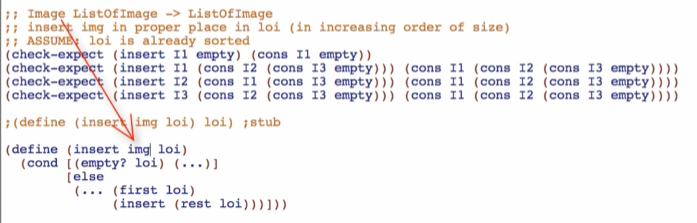 ;; Image ListOfImage -> ListOfImage
;; insert img in proper place in loi (in increasing order of size)
;; ASSUME: loi is already sorted
(check-expect (insert I1 empty) (cons I1 empty))
(check-expect (insert I1 (cons I2 (cons I3 empty))) (cons I1 (cons I2 (cons I3 empty))))
(check-expect (insert I2 (cons I1 (cons I3 empty))) (cons I1 (cons I2 (cons I3 empty))))
(check-expect (insert I3 (cons I2 (cons I3 empty))) (cons I1 (cons I2 (cons I3 empty))))
;(define (insert img loi) loi) ;stub
(define (insert img loi)
(cond [(empty? loi) (...)]
[else
(... (first loi)
(insert (rest loi)))]))